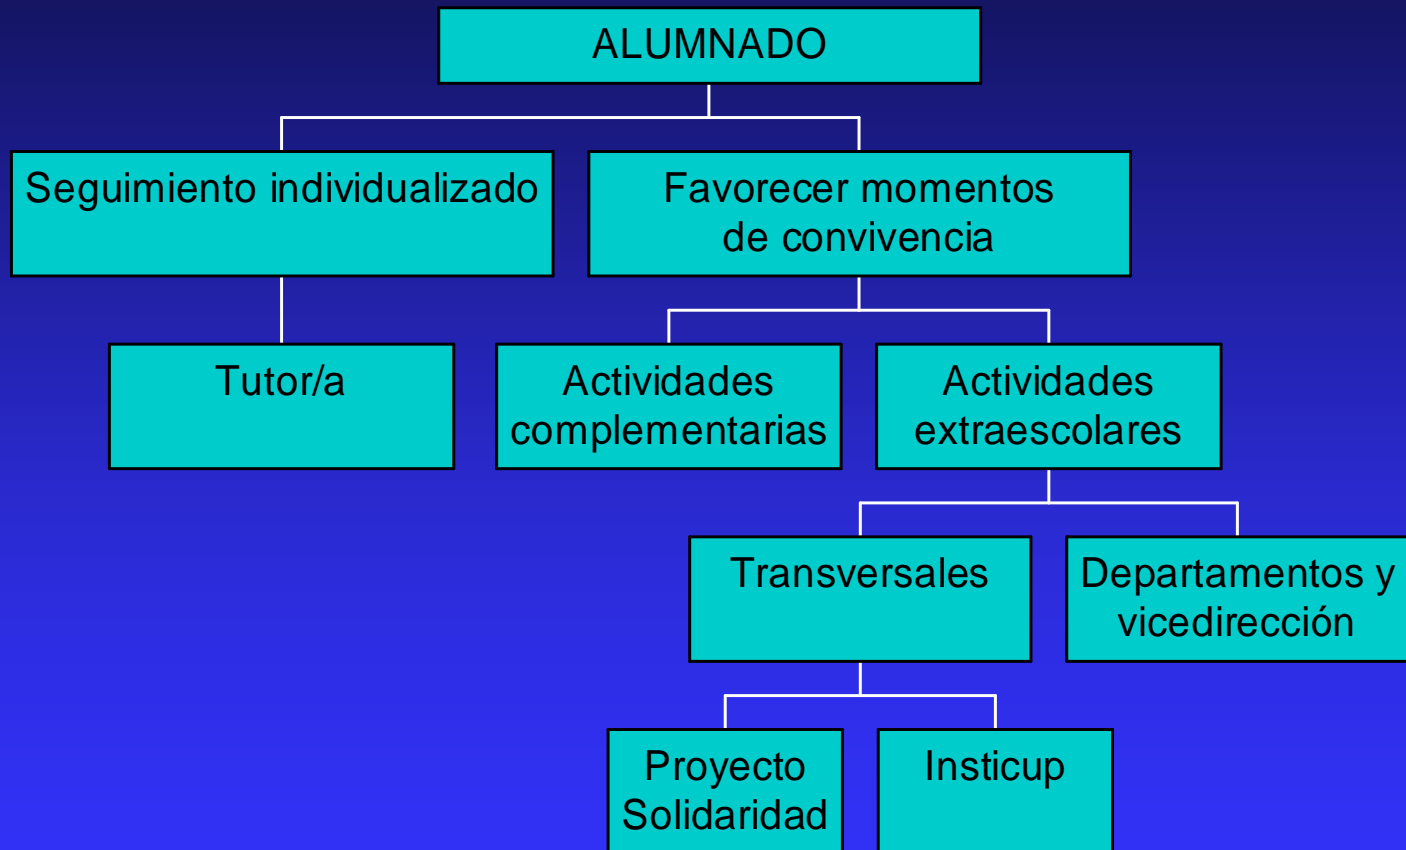 ALUMNADO
Seguimiento individualizado
Favorecer momentos
de convivencia
Tutor/a
Actividades
complementarias
Actividades
extraescolares
Transversales
Departamentos y
vicedirección
Proyecto
Solidaridad
Insticup